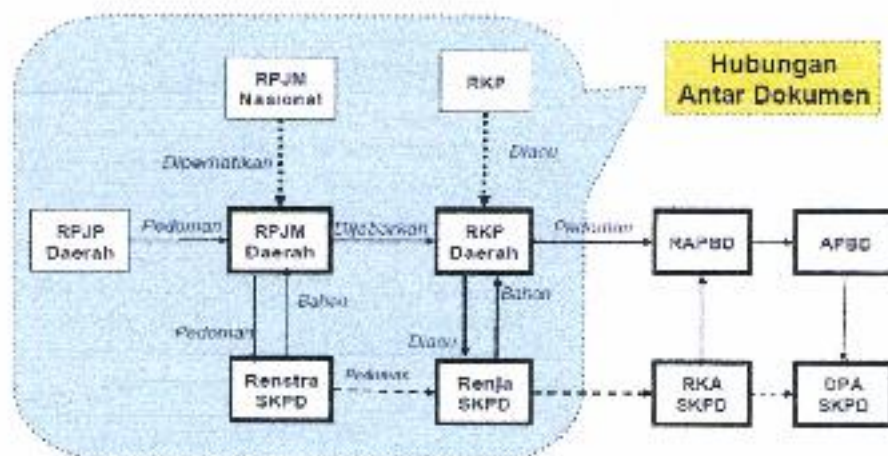 Hubungan
Antar Dokumen
RPJM
Nasional
RKP
Diperhatikan
Diacu
RPJP
Daerah
Pedoman
RPJM
Daerah
Dijabarkan
RKP
Daerah
Pedoman
RAPBD
APBD
Pedoman
Bahan
Diacu
Bahan
Renstra
SKPD
Pedoman
Renja
SKPD
RKA
SKPD
DPA
SKPD